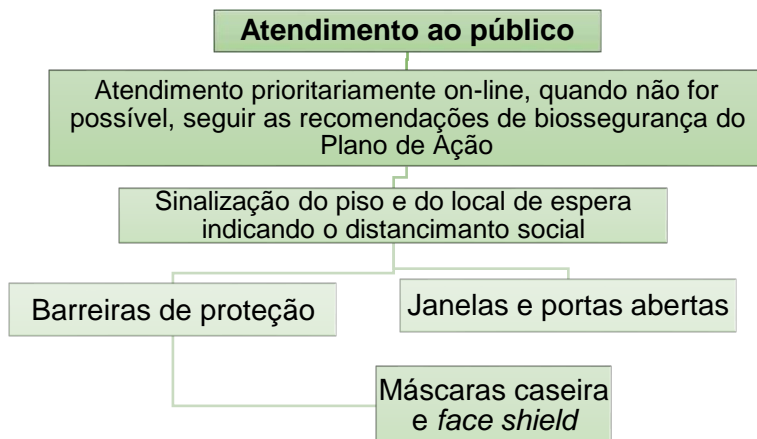 Atendimento ao público
Atendimento prioritariamente on-line, quando não for
possível, seguir as recomendações de biossegurança do
Plano de Ação
Sinalização do piso e do local de espera
indicando o distancimanto social
Barreiras de proteção
Janelas e portas abertas
Máscaras caseira
e face shield